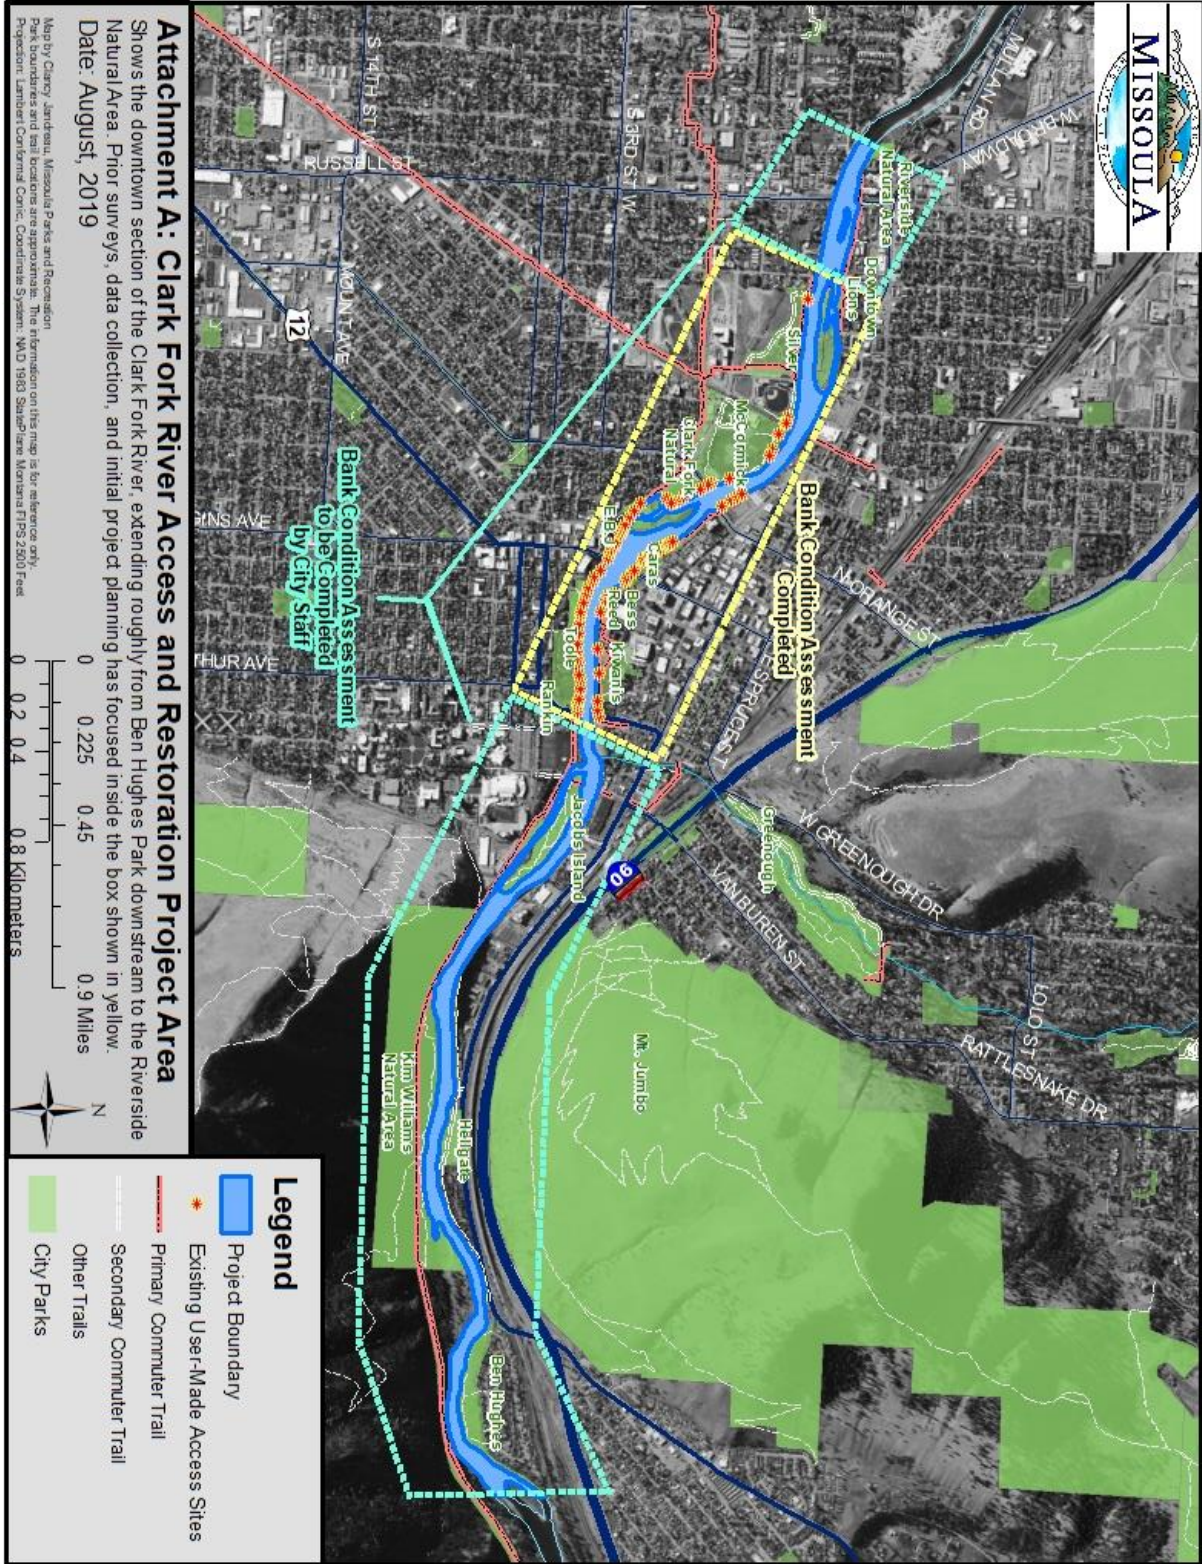 MISSOULA
MULLAN RD
W BROADWAY
Riverside
Natural Area
Downtown
Lions
Silver
McCormick
Clark Fork
Natural
Caras
Bess
Reed
Kiwanis
Toole
Jacobs Island
Bank Condition Assessment
Completed
N ORANGE ST
E SPRUCE ST
Greenough
W GREENOUGH DR
VAN BUREN ST
LOLO ST
RATTLESNAKE DR
90
Mt. Jumbo
S 3RD ST W
S 14TH ST
RUSSELL ST
MOUNT AVE
12
GINS AVE
THUR AVE
Bank Condition Assessment
to be Completed
by City Staff
Kim Williams
Natural Area
Hellgate
Ben Hughes
Attachment A: Clark Fork River Access and Restoration Project Area
Shows the downtown section of the Clark Fork River, extending roughly from Ben Hughes Park downstream to the Riverside
Natural Area. Prior surveys, data collection, and initial project planning has focused inside the box shown in yellow.
Date: August, 2019
Map by Clancy Jandreau, Missoula Parks and Recreation
Park boundaries and trail locations are approximate. The information on this map is for reference only.
Projection: Lambert Conformal Conic, Coordinate System: NAD 1983 StatePlane Montana FIPS 2500 Feet
0 0.225 0.45 0.9 Miles
0 0.2 0.4 0.8 Kilometers
N
Legend
Project Boundary
Existing User-Made Access Sites
Primary Commuter Trail
Secondary Commuter Trail
Other Trails
City Parks